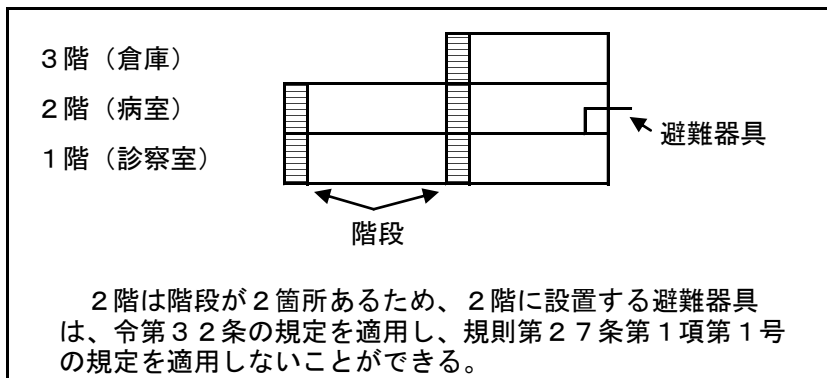 ３階（倉庫）
２階（病室）
１階（診察室）
避難器具
階段
２階は階段が２箇所あるため、２階に設置する避難器具
は、令第３２条の規定を適用し、規則第２７条第１項第１号
の規定を適用しないことができる。